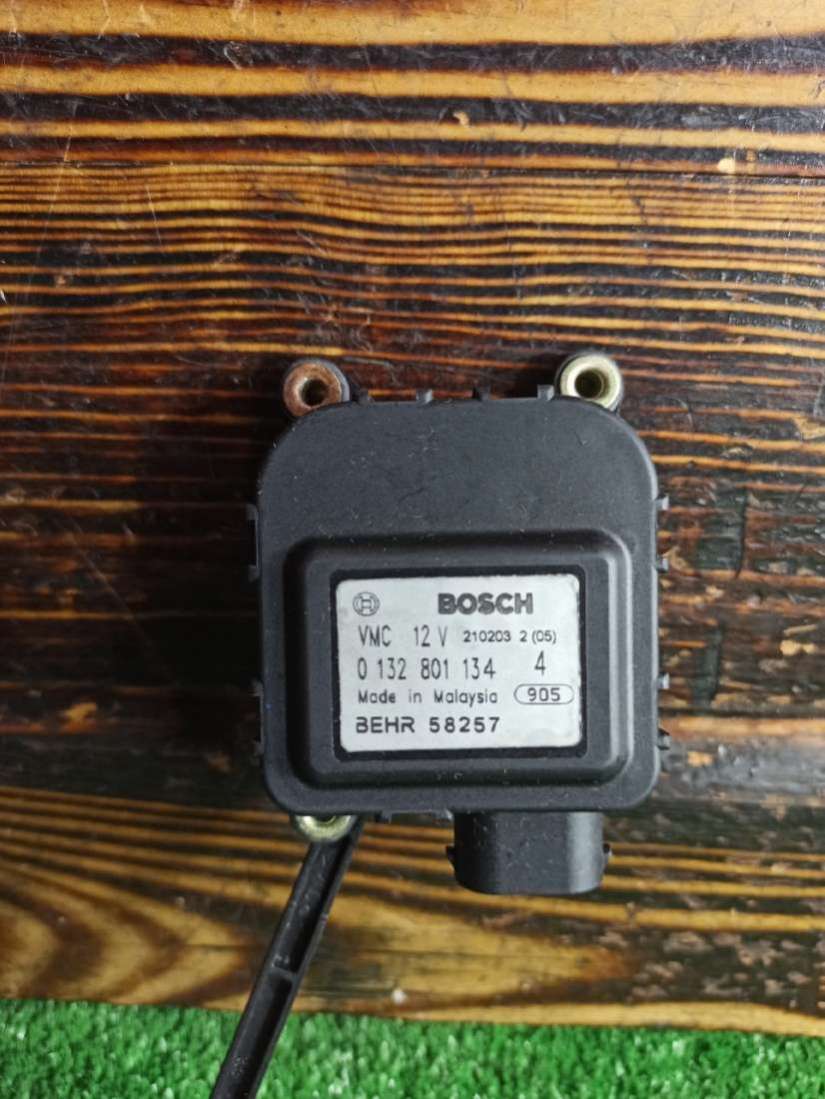 BOSCH
VMC 12 V 210203 2 (05)
0 132 801 134 4
Made in Malaysia 905
BEHR 58257